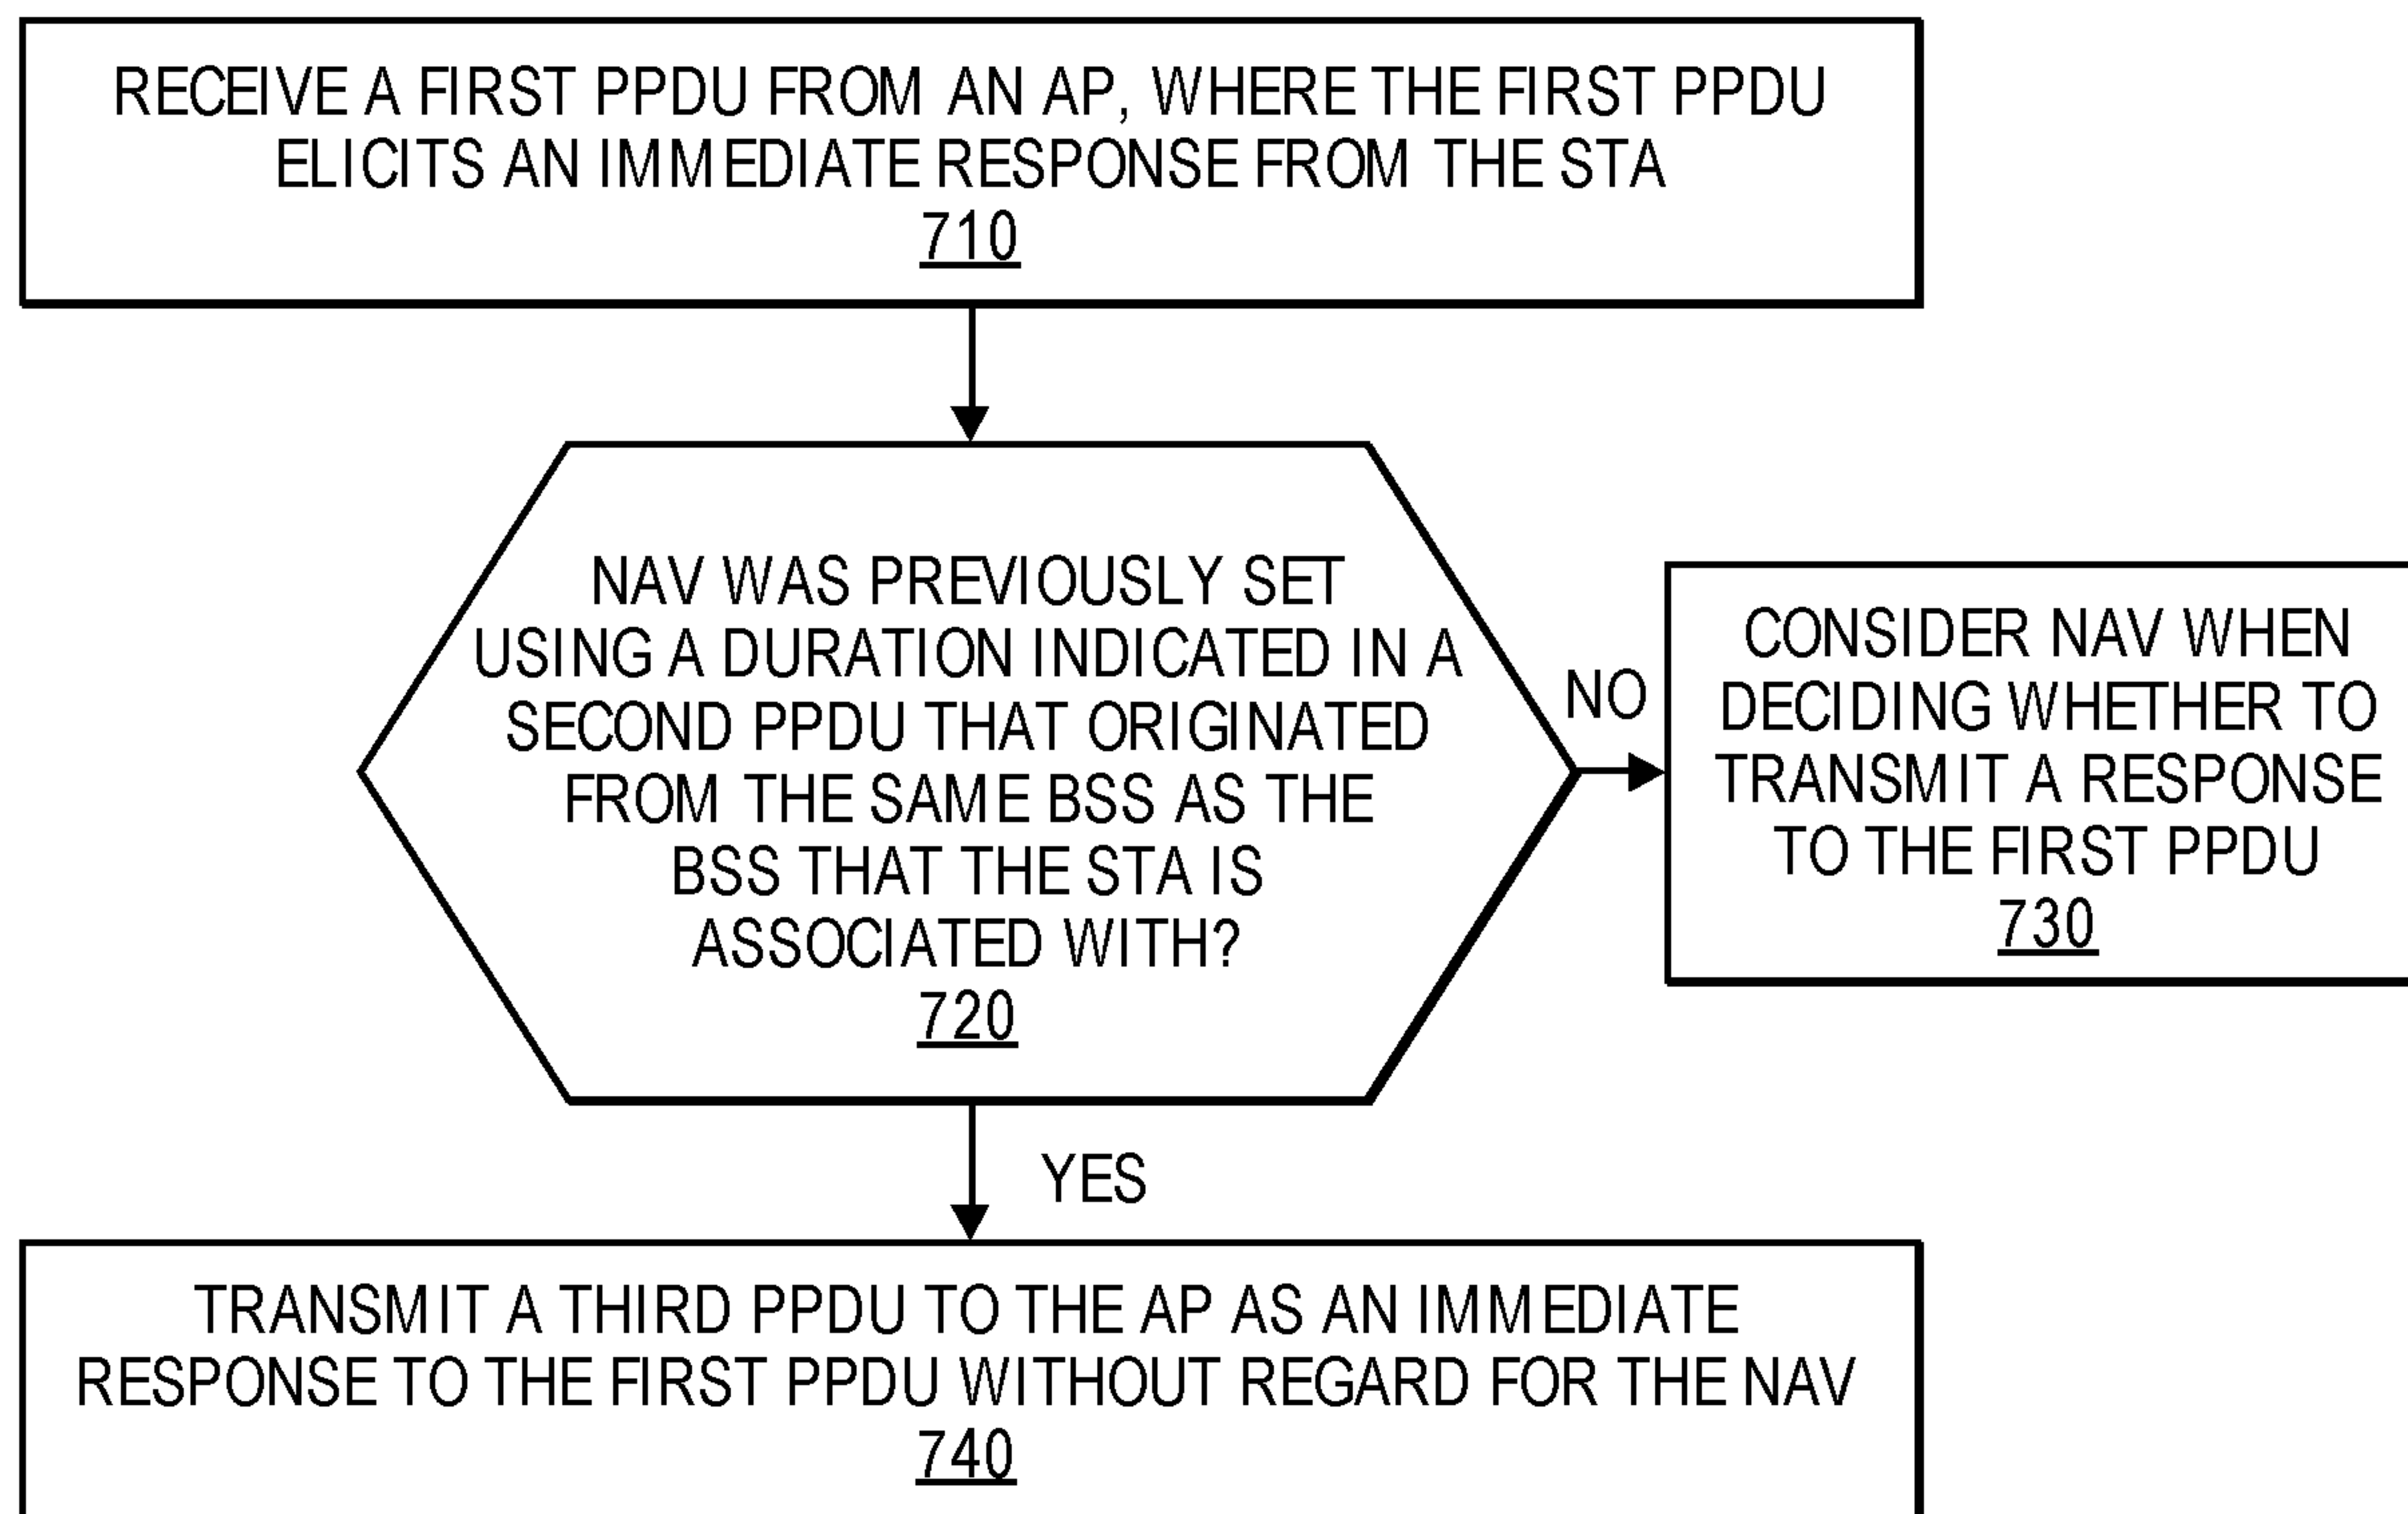 RECEIVE A FIRST PPDU FROM AN AP, WHERE THE FIRST PPDU
ELICITS AN IMMEDIATE RESPONSE FROM THE STA
710
NAV WAS PREVIOUSLY SET
USING A DURATION INDICATED IN A
SECOND PPDU THAT ORIGINATED
FROM THE SAME BSS AS THE
BSS THAT THE STA IS
ASSOCIATED WITH?
720
NO
CONSIDER NAV WHEN
DECIDING WHETHER TO
TRANSMIT A RESPONSE
TO THE FIRST PPDU
730
YES
TRANSMIT A THIRD PPDU TO THE AP AS AN IMMEDIATE
RESPONSE TO THE FIRST PPDU WITHOUT REGARD FOR THE NAV
740